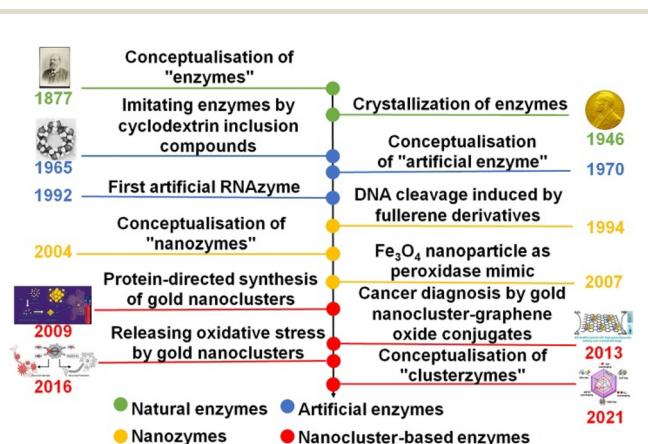 Conceptualisation of
"enzymes"
1877
Crystallization of enzymes
1946
Imitating enzymes by
cyclodextrin inclusion
compounds
1965
Conceptualisation
of "artificial enzyme"
1970
First artificial RNAzyme
1992
DNA cleavage induced by
fullerene derivatives
1994
Conceptualisation of
"nanozymes"
2004
Fe₃O₄ nanoparticle as
peroxidase mimic
2007
Protein-directed synthesis
of gold nanoclusters
2009
Cancer diagnosis by gold
nanocluster-graphene
oxide conjugates
2013
Releasing oxidative stress
by gold nanoclusters
2016
Conceptualisation of
"clusterzymes"
2021
Natural enzymes
Artificial enzymes
Nanozymes
Nanocluster-based enzymes